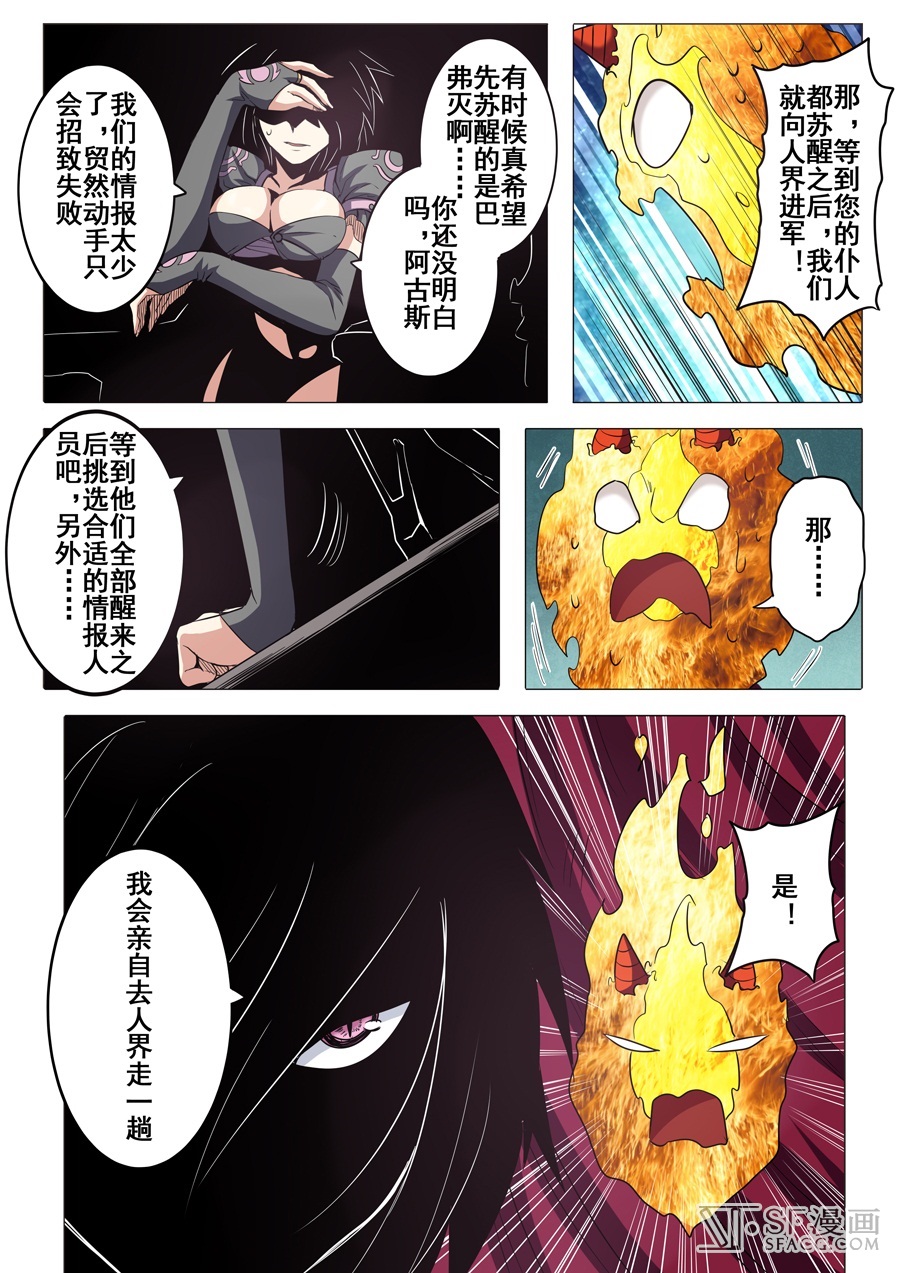 那，等到您的仆人
都苏醒之后，我们
就向人界进军！
有时候真希望
先苏醒的是巴
弗灭啊……
你还没明白
吗，阿古斯
我们的情报太少
了，贸然动手只
会招致失败
那……
等到他们全部醒来之
后挑选合适的情报人
员吧，另外……
是！
我会亲自去人界走一趟
SF漫画
SFACG.COM